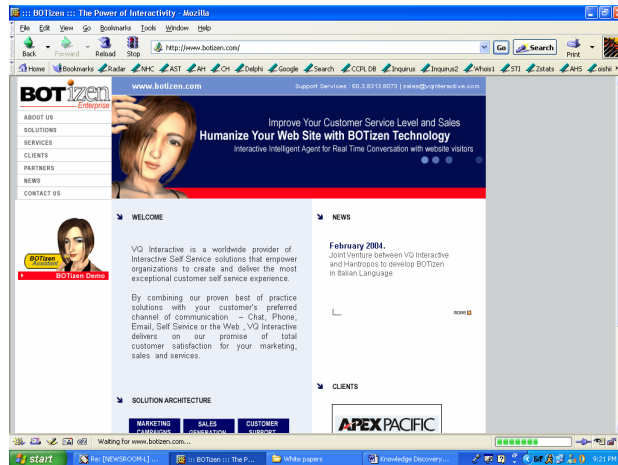 ::: BOTizen ::: The Power of Interactivity - Mozilla
File Edit View Go Bookmarks Tools Window Help
Back Forward Reload Stop http://www.botizen.com/ Go Search Print
Home Bookmarks Radar NHC AST AH CH Delphi Google Search CCPL DB Inquirus Inquirus2 Whois1 STI Zstats AHS
BOTizen
Enterprise
ABOUT US
SOLUTIONS
SERVICES
CLIENTS
PARTNERS
NEWS
CONTACT US
BOTizen
Assistant
BOTizen Demo
www.botizen.com
Support Services : 60.3.8313.8073 | sales@vqinteractive.com
Improve Your Customer Service Level and Sales
Humanize Your Web Site with BOTizen Technology
Interactive Intelligent Agent for Real Time Conversation with website visitors
WELCOME
VQ Interactive is a worldwide provider of
Interactive Self Service solutions that empower
organizations to create and deliver the most
exceptional customer self service experience.
By combining our proven best of practice
solutions with your customer's preferred
channel of communication – Chat, Phone,
Email, Self Service or the Web , VQ Interactive
delivers on our promise of total
customer satisfaction for your marketing,
sales and services.
SOLUTION ARCHITECTURE
MARKETING
CAMPAIGNS
SALES
GENERATION
CUSTOMER
SUPPORT
NEWS
February 2004.
Joint Venture between VQ Interactive
and Hantropos to develop BOTizen
in Italian Language.
MORE
CLIENTS
APEX PACIFIC
Waiting for www.botizen.com...
start Re: [NEWSROOM-L] ... ::: BOTizen ::: The P... White papers Knowledge Discovery... 9:21 PM